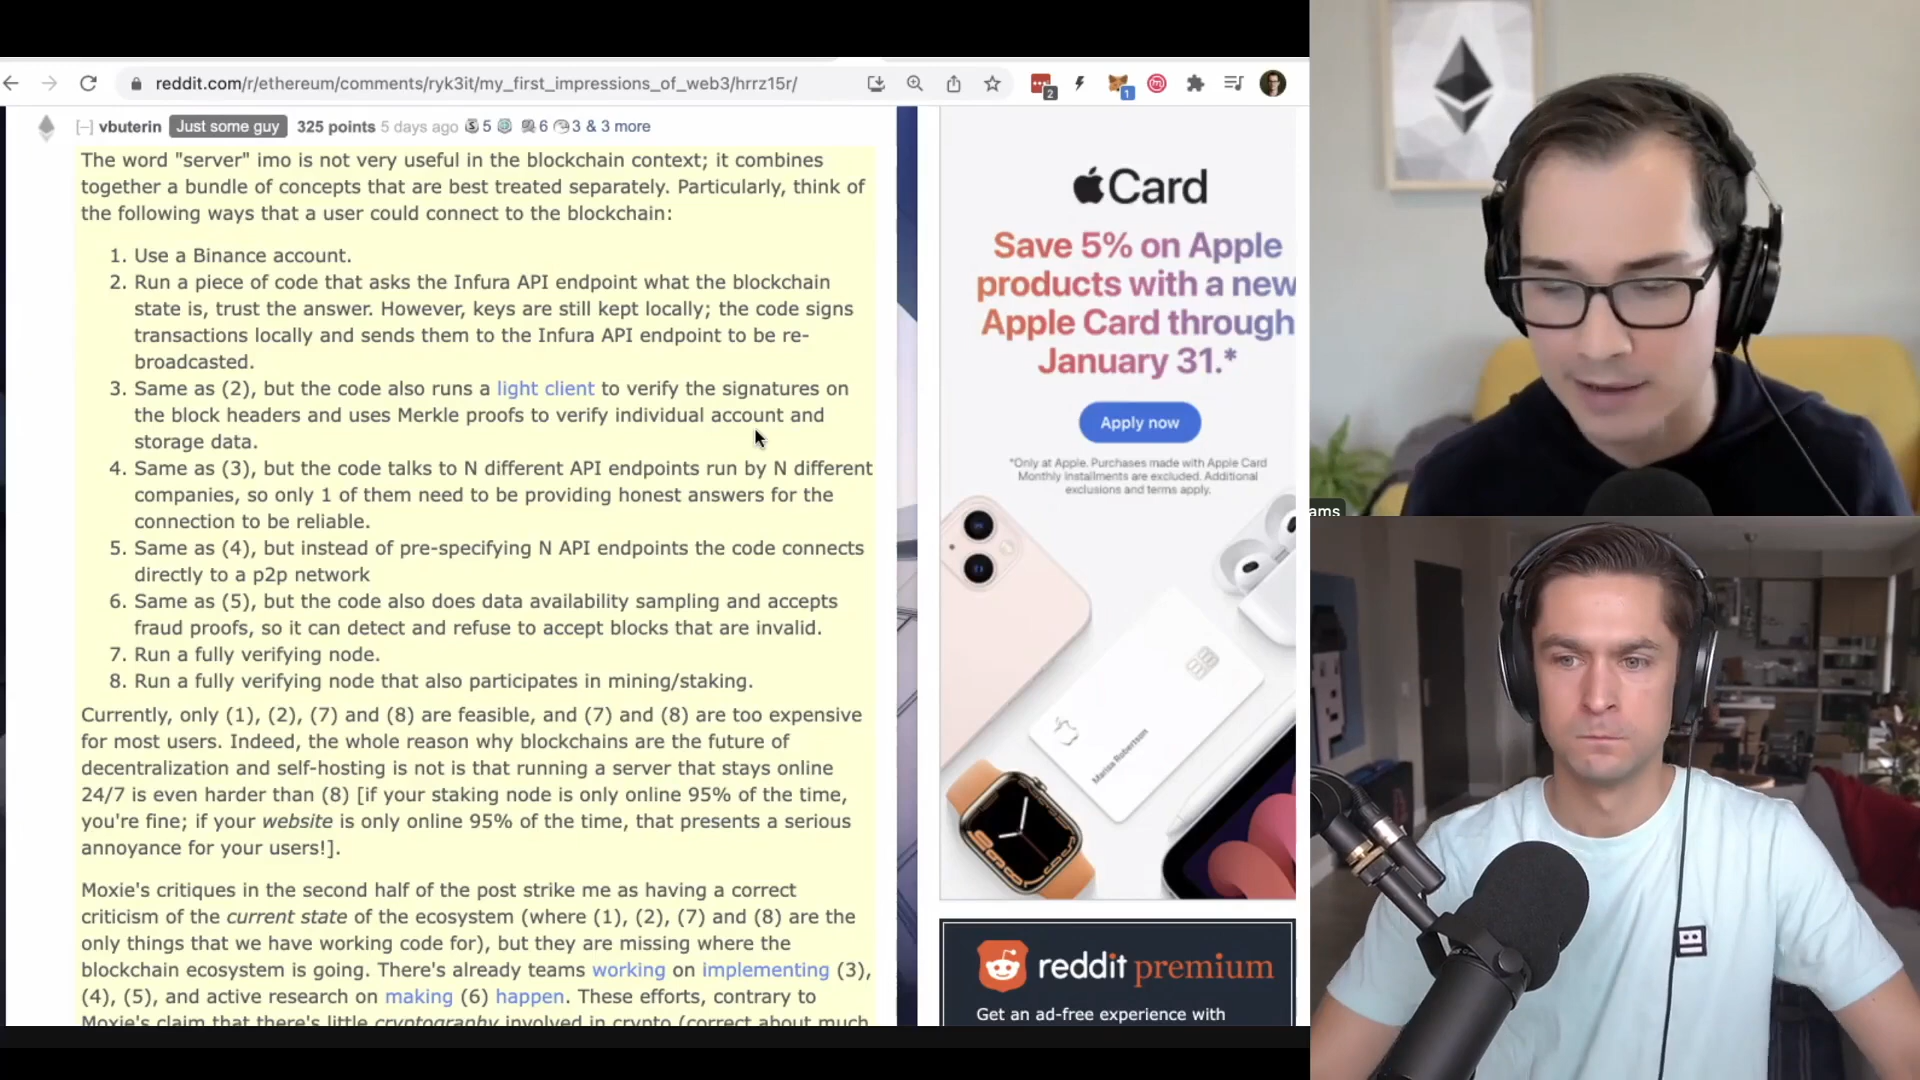 reddit.com/r/ethereum/comments/ryk3it/my_first_impressions_of_web3/hrrz15r/
2
1
[–] vbuterin Just some guy 325 points 5 days ago 5 6 3 & 3 more
The word "server" imo is not very useful in the blockchain context; it combines
together a bundle of concepts that are best treated separately. Particularly, think of
the following ways that a user could connect to the blockchain:
1. Use a Binance account.
2. Run a piece of code that asks the Infura API endpoint what the blockchain
state is, trust the answer. However, keys are still kept locally; the code signs
transactions locally and sends them to the Infura API endpoint to be re-
broadcasted.
3. Same as (2), but the code also runs a light client to verify the signatures on
the block headers and uses Merkle proofs to verify individual account and
storage data.
4. Same as (3), but the code talks to N different API endpoints run by N different
companies, so only 1 of them need to be providing honest answers for the
connection to be reliable.
5. Same as (4), but instead of pre-specifying N API endpoints the code connects
directly to a p2p network
6. Same as (5), but the code also does data availability sampling and accepts
fraud proofs, so it can detect and refuse to accept blocks that are invalid.
7. Run a fully verifying node.
8. Run a fully verifying node that also participates in mining/staking.
Currently, only (1), (2), (7) and (8) are feasible, and (7) and (8) are too expensive
for most users. Indeed, the whole reason why blockchains are the future of
decentralization and self-hosting is not is that running a server that stays online
24/7 is even harder than (8) [if your staking node is only online 95% of the time,
you're fine; if your website is only online 95% of the time, that presents a serious
annoyance for your users!].
Moxie's critiques in the second half of the post strike me as having a correct
criticism of the current state of the ecosystem (where (1), (2), (7) and (8) are the
only things that we have working code for), but they are missing where the
blockchain ecosystem is going. There's already teams working on implementing (3),
(4), (5), and active research on making (6) happen. These efforts, contrary to
Moxie's claim that there's little cryptography involved in crypto (correct about much
Card
Save 5% on Apple
products with a new
Apple Card through
January 31.*
Apply now
*Only at Apple. Purchases made with Apple Card
Monthly Installments are excluded. Additional
exclusions and terms apply.
Marisa Robertson
reddit premium
Get an ad-free experience with
ams